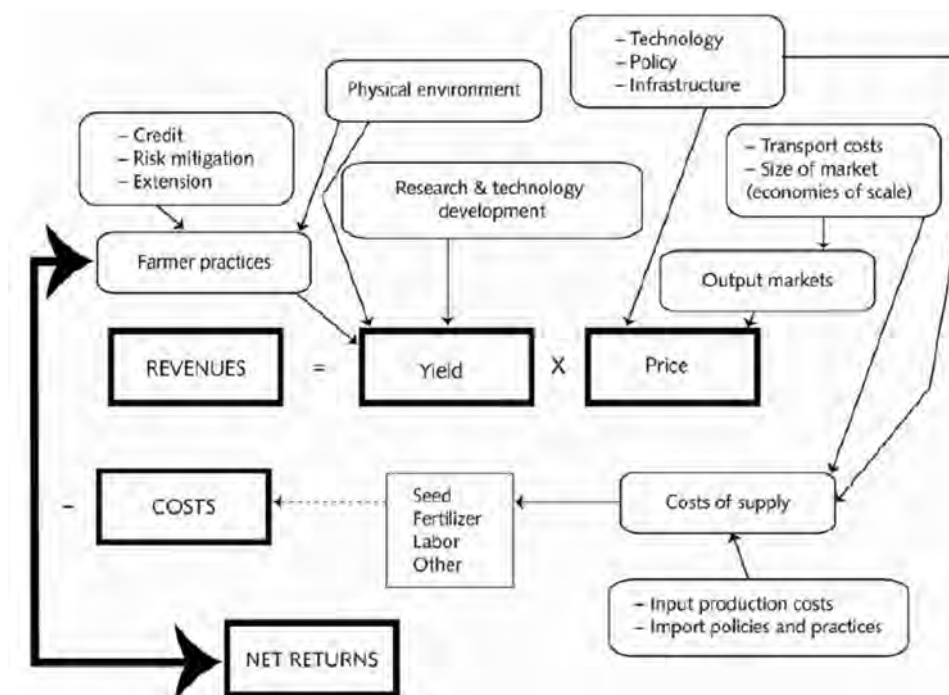 – Technology
– Policy
– Infrastructure
Physical environment
– Credit
– Risk mitigation
– Extension
– Transport costs
– Size of market
(economies of scale)
Research & technology
development
Farmer practices
Output markets
REVENUES
=
Yield
X
Price
–
COSTS
Seed
Fertilizer
Labor
Other
Costs of supply
– Input production costs
– Import policies and practices
NET RETURNS